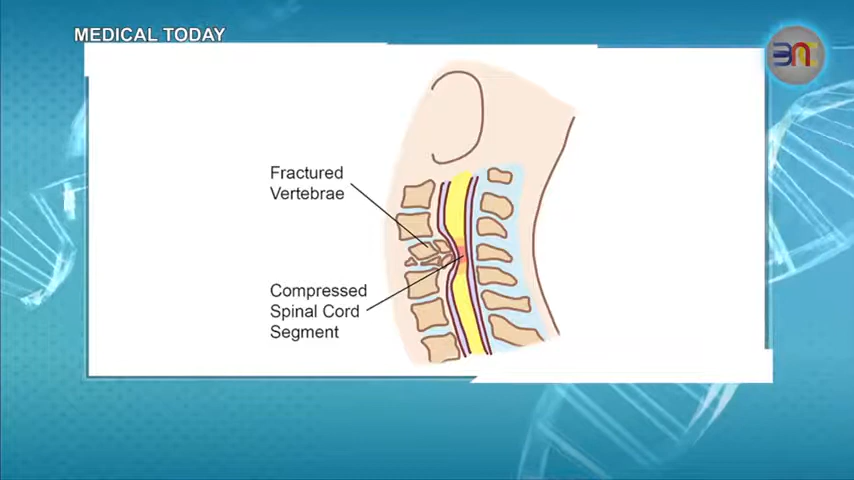 MEDICAL TODAY
Fractured
Vertebrae
Compressed
Spinal Cord
Segment